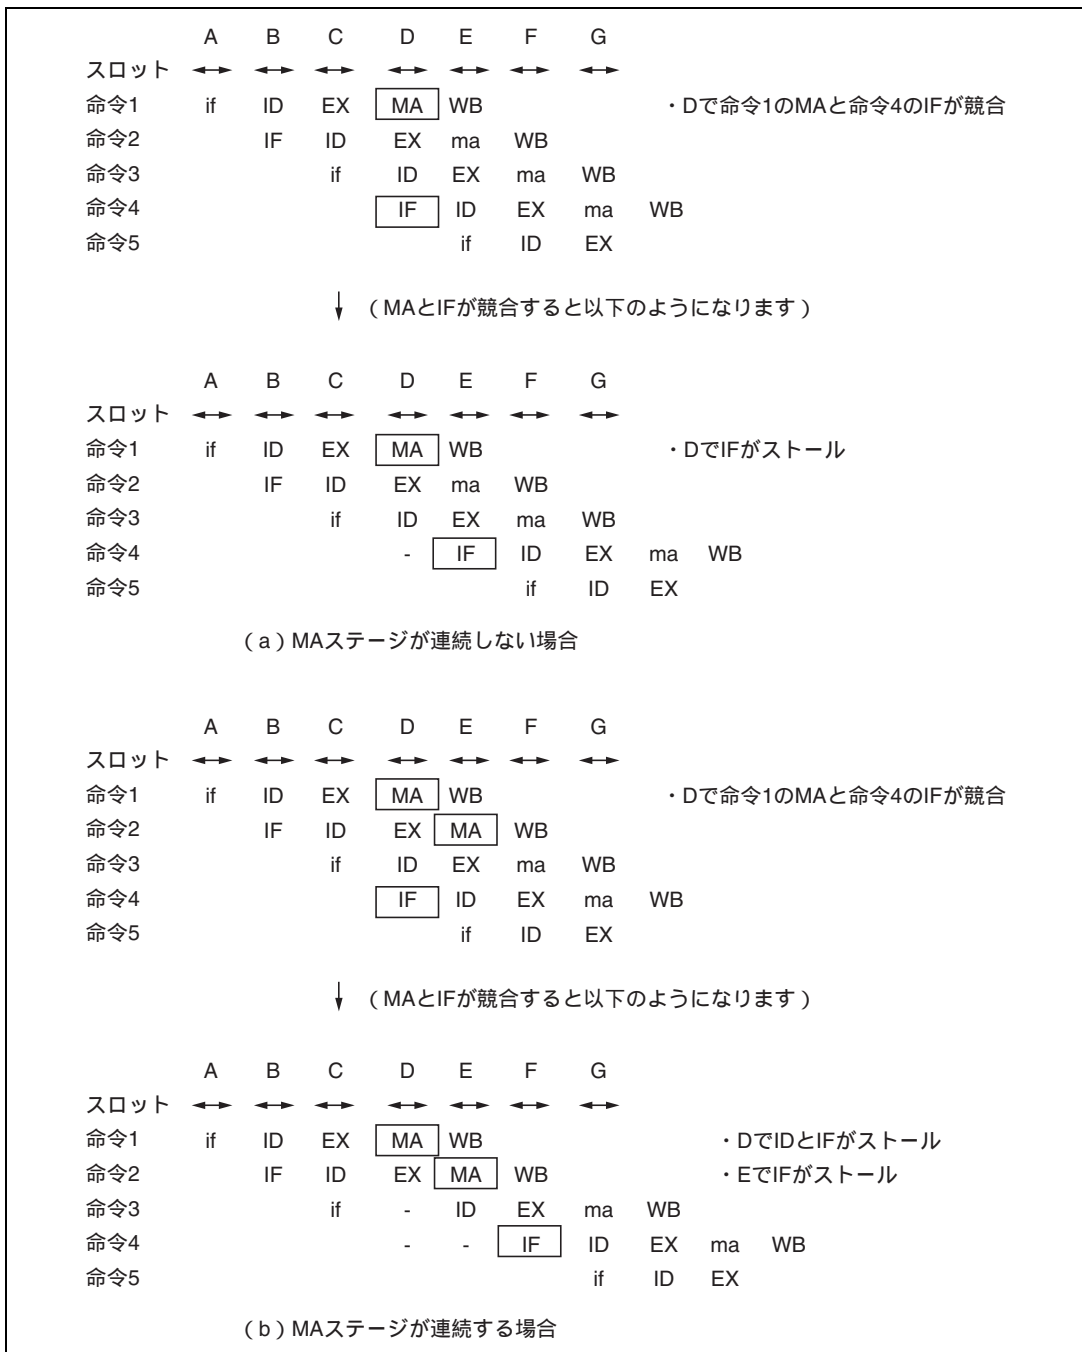 A B C D E F G
スロット
命令1 if ID EX MA WB ・Dで命令1のMAと命令4のIFが競合
命令2 IF ID EX ma WB
命令3 if ID EX ma WB
命令4 IF ID EX ma WB
命令5 if ID EX
(MAとIFが競合すると以下のようになります)
A B C D E F G
スロット
命令1 if ID EX MA WB ・DでIFがストール
命令2 IF ID EX ma WB
命令3 if ID EX ma WB
命令4 - IF ID EX ma WB
命令5 if ID EX
(a)MAステージが連続しない場合
A B C D E F G
スロット
命令1 if ID EX MA WB ・Dで命令1のMAと命令4のIFが競合
命令2 IF ID EX MA WB
命令3 if ID EX ma WB
命令4 IF ID EX ma WB
命令5 if ID EX
(MAとIFが競合すると以下のようになります)
A B C D E F G
スロット
命令1 if ID EX MA WB ・DでIDとIFがストール
命令2 IF ID EX MA WB ・EでIFがストール
命令3 if - ID EX ma WB
命令4 - - IF ID EX ma WB
命令5 if ID EX
(b)MAステージが連続する場合